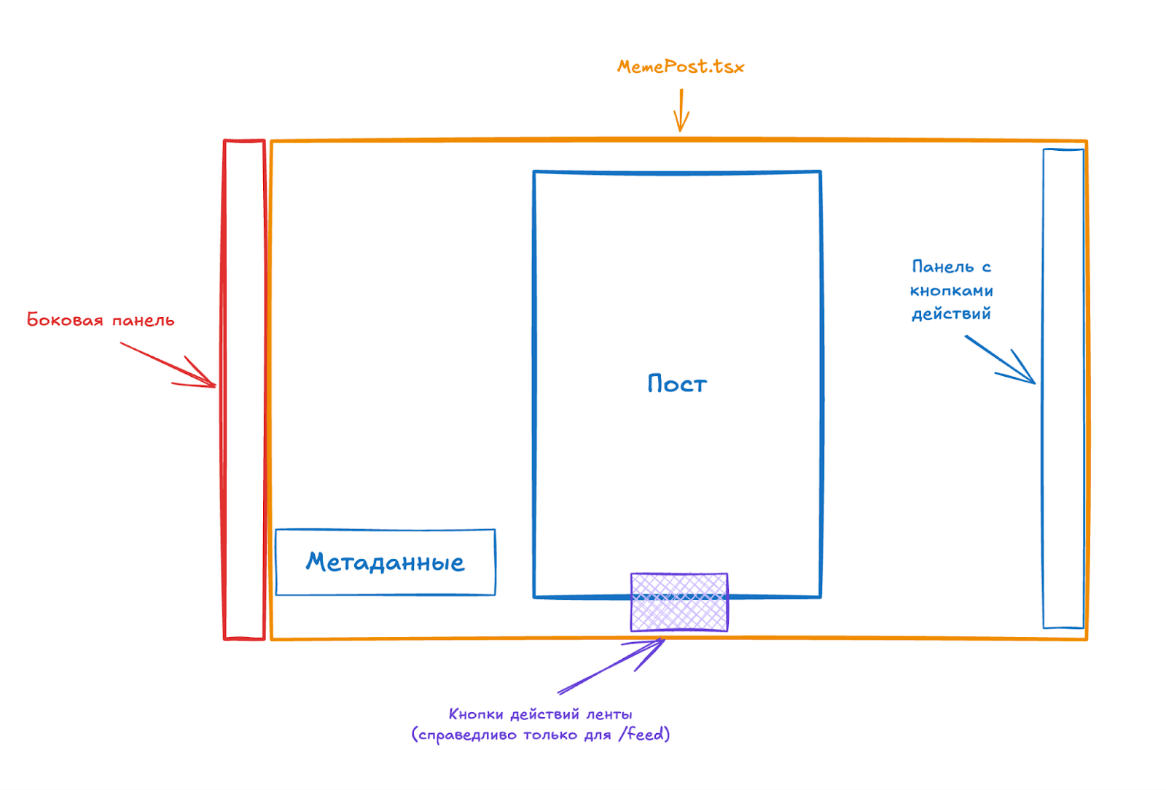 MemePost.tsx
Панель с
кнопками
действий
Боковая панель
Пост
Метаданные
Кнопки действий ленты
(справедливо только для /feed)